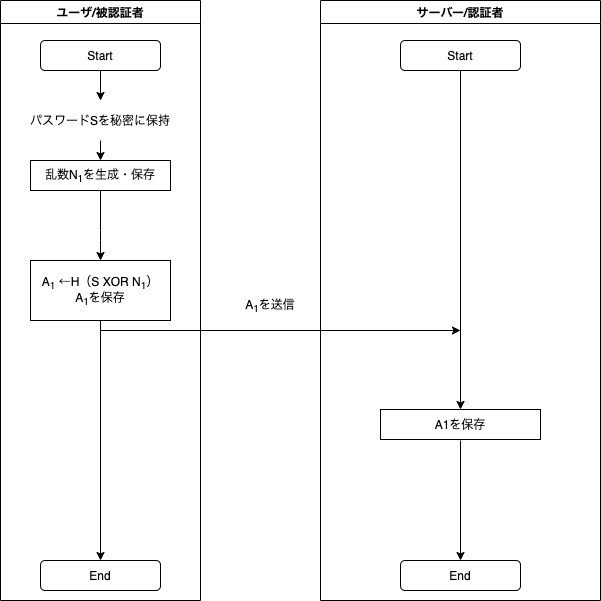 ユーザ/被認証者
Start
パスワードSを秘密に保持
乱数N₁を生成・保存
A₁ ←H（S XOR N₁）
A₁を保存
A₁を送信
End
サーバー/認証者
Start
A1を保存
End